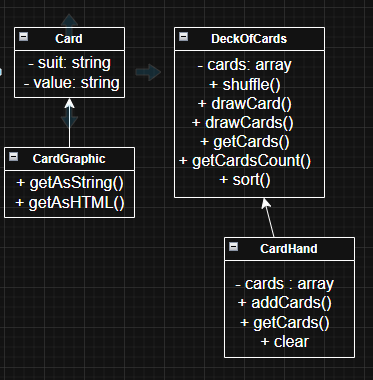 Card
- suit: string
- value: string
CardGraphic
+ getAsString()
+ getAsHTML()
DeckOfCards
- cards: array
+ shuffle()
+ drawCard()
+ drawCards()
+ getCards()
+ getCardsCount()
+ sort()
CardHand
- cards : array
+ addCards()
+ getCards()
+ clear